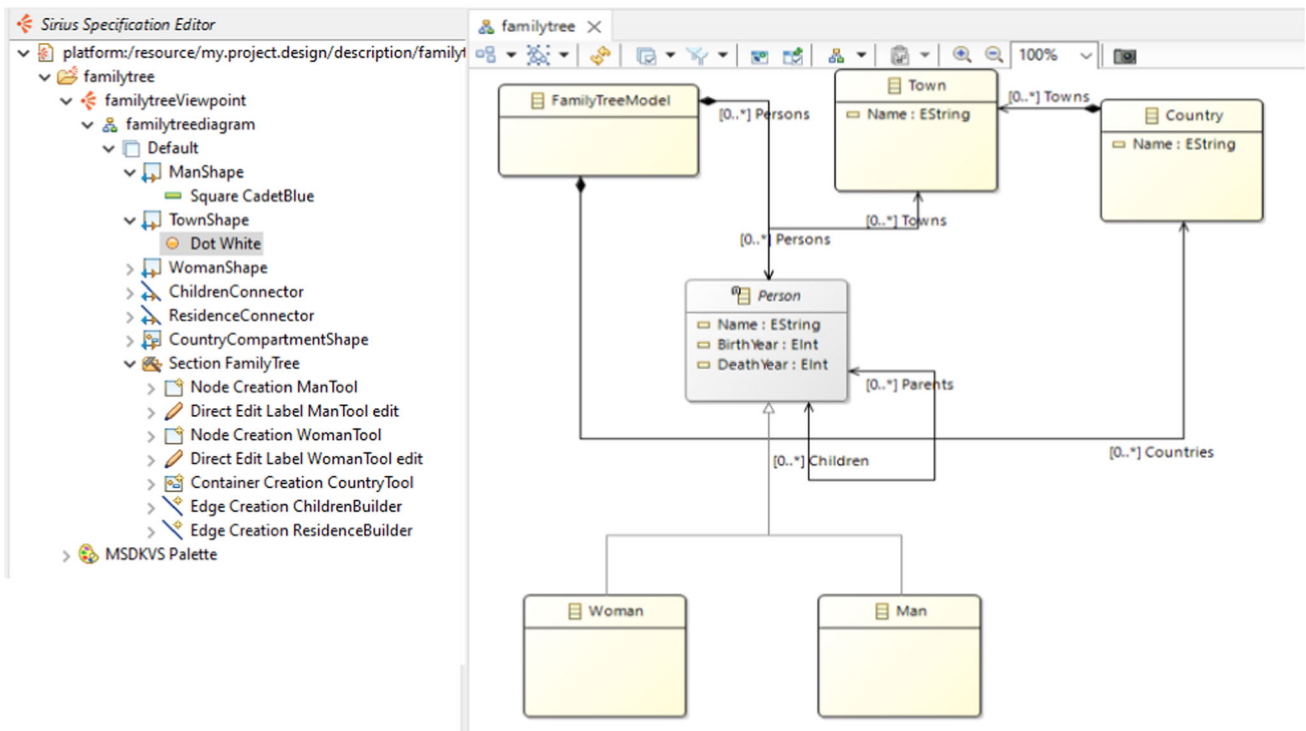 Sirius Specification Editor
platform:/resource/my.project.design/description/family
familytree
familytreeViewpoint
familytreediagram
Default
ManShape
Square CadetBlue
TownShape
Dot White
WomanShape
ChildrenConnector
ResidenceConnector
CountryCompartmentShape
Section FamilyTree
Node Creation ManTool
Direct Edit Label ManTool edit
Node Creation WomanTool
Direct Edit Label WomanTool edit
Container Creation CountryTool
Edge Creation ChildrenBuilder
Edge Creation ResidenceBuilder
MSDKVS Palette
familytree
100%
FamilyTreeModel
[0..*] Persons
Town
Name : EString
[0..*] Towns
Country
Name : EString
[0..*] Towns
[0..*] Persons
Person
Name : EString
BirthYear : EInt
DeathYear : EInt
[0..*] Parents
[0..*] Children
[0..*] Countries
Woman
Man